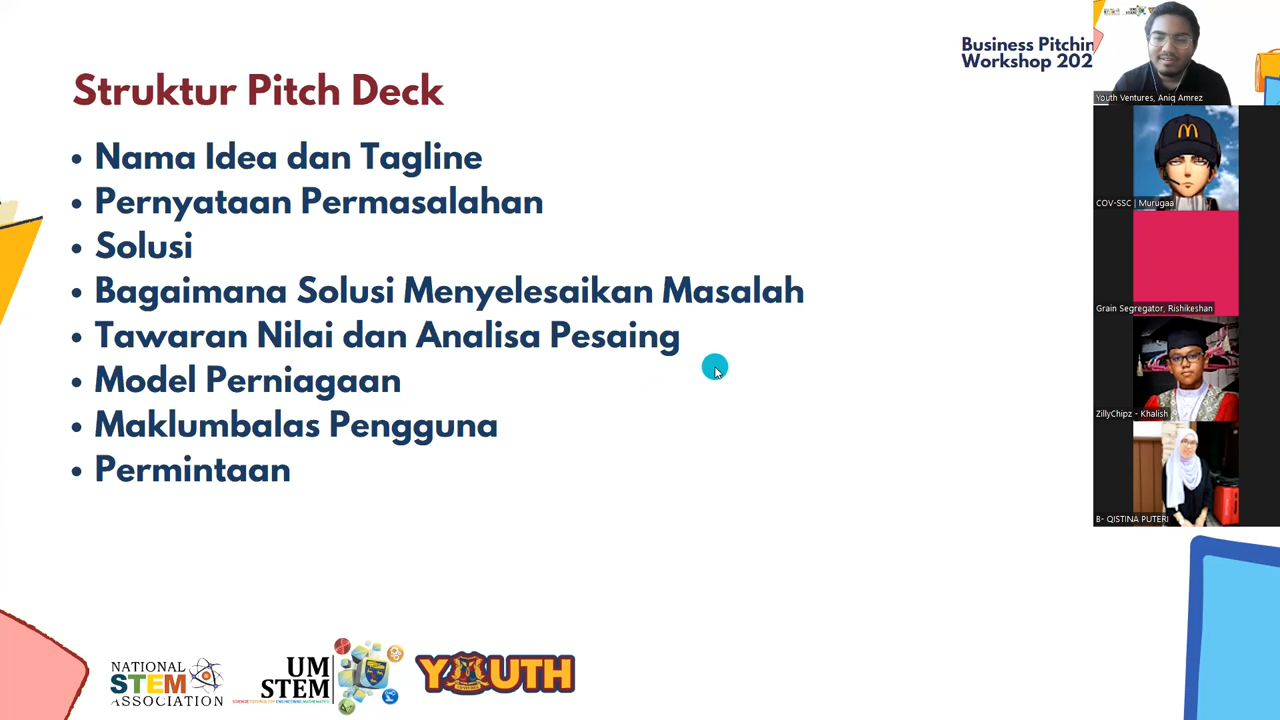 Business Pitchin
Workshop 202
Struktur Pitch Deck
• Nama Idea dan Tagline
• Pernyataan Permasalahan
• Solusi
• Bagaimana Solusi Menyelesaikan Masalah
• Tawaran Nilai dan Analisa Pesaing
• Model Perniagaan
• Maklumbalas Pengguna
• Permintaan
Youth Ventures, Aniq Amrez
COV-SSC | Murugaa
Grain Segregator, Rishikeshan
ZillyChipz - Khalish
B- QISTINA PUTERI
NATIONAL
STEM
ASSOCIATION
UM
STEM
YOUTH